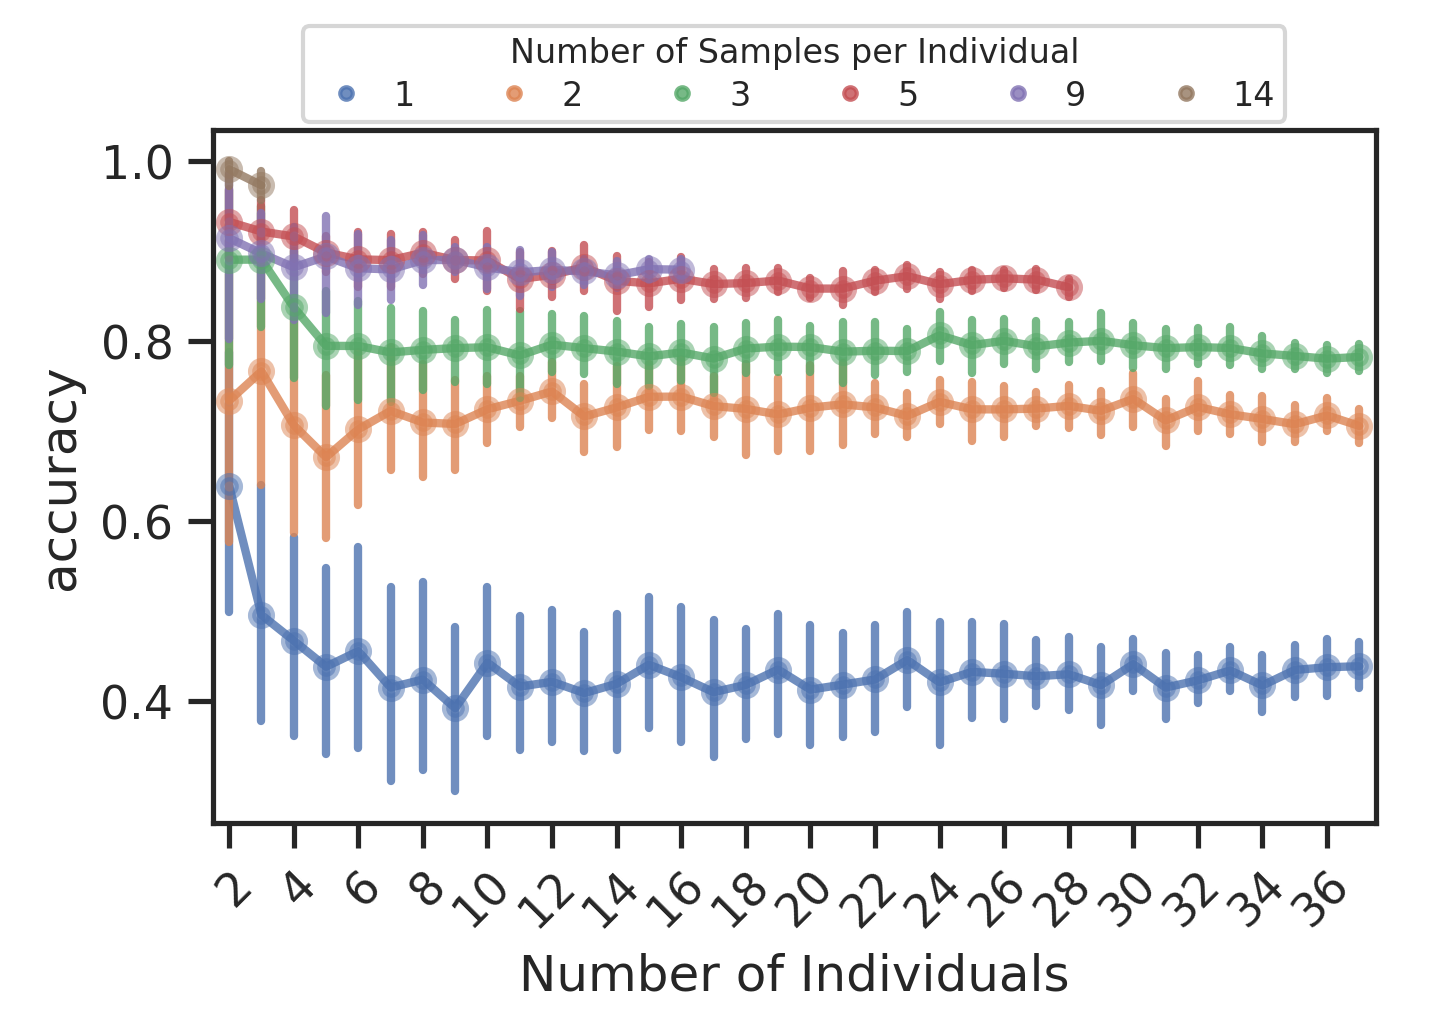 Number of Samples per Individual
1 2 3 5 9 14
1.0
0.8
0.6
0.4
accuracy
2 4 6 8 10 12 14 16 18 20 22 24 26 28 30 32 34 36
Number of Individuals